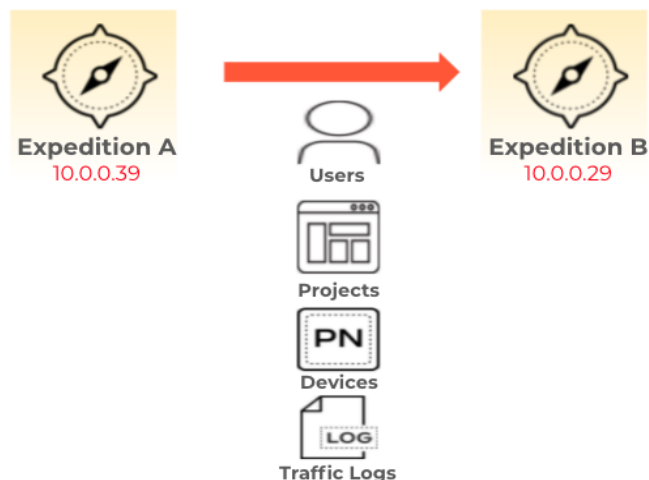 Expedition A
10.0.0.39
Expedition B
10.0.0.29
Users
Projects
PN
Devices
LOG
Traffic Logs